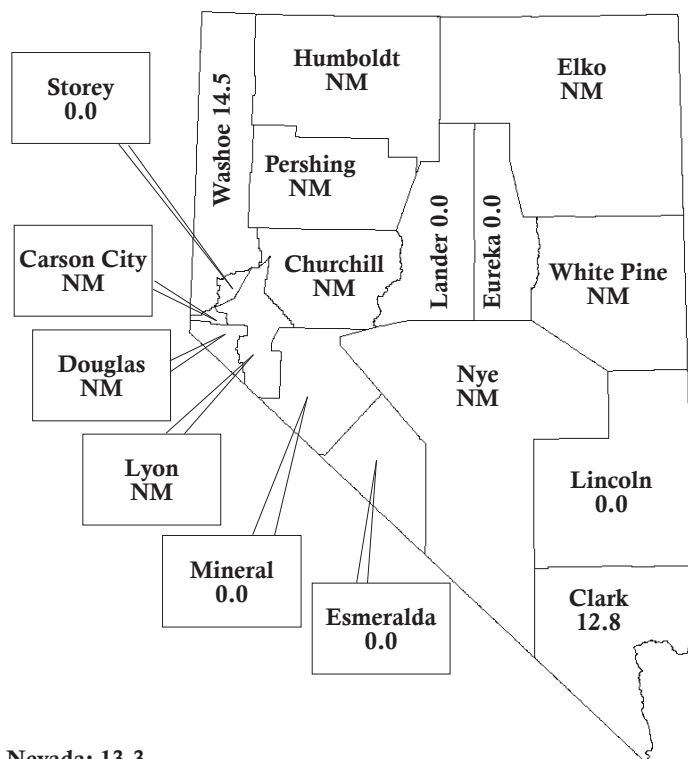 Humboldt
NM
Elko
NM
Storey
0.0
Washoe 14.5
Pershing
NM
Lander 0.0
Eureka 0.0
Carson City
NM
Churchill
NM
White Pine
NM
Douglas
NM
Nye
NM
Lyon
NM
Lincoln
0.0
Mineral
0.0
Esmeralda
0.0
Clark
12.8
Nevada: 13.3